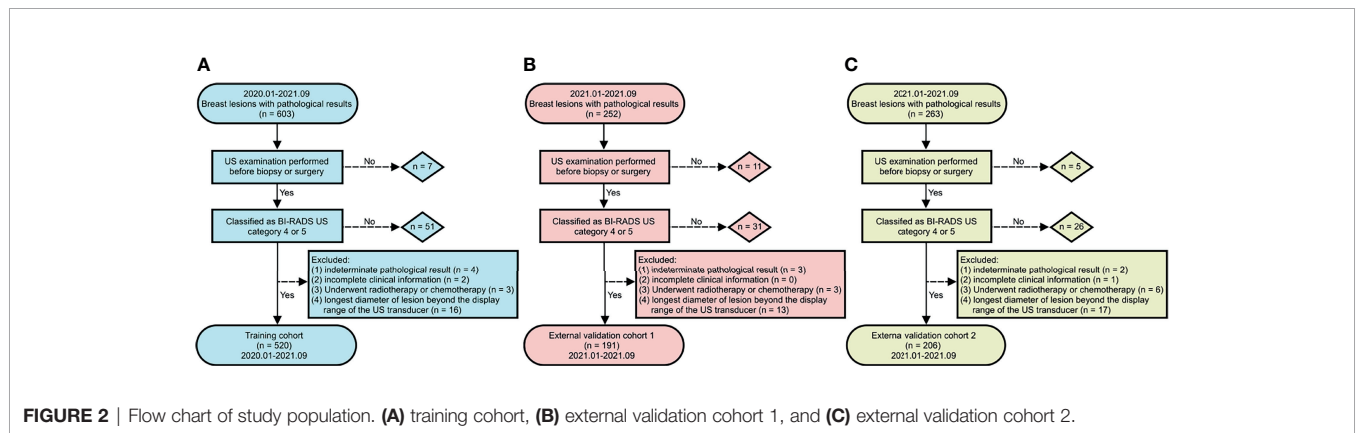 A
2020.01-2021.09
Breast lesions with pathological results
(n = 603)
US examination performed
before biopsy or surgery
No
n = 7
Yes
Classified as BI-RADS US
category 4 or 5
No
n = 51
Excluded:
(1) indeterminate pathological result (n = 4)
(2) incomplete clinical information (n = 2)
(3) Underwent radiotherapy or chemotherapy (n = 3)
(4) longest diameter of lesion beyond the display
range of the US transducer (n = 16)
Yes
Training cohort
(n = 520)
2020.01-2021.09
B
2021.01-2021.09
Breast lesions with pathological results
(n = 252)
US examination performed
before biopsy or surgery
No
n = 11
Yes
Classified as BI-RADS US
category 4 or 5
No
n = 31
Excluded:
(1) indeterminate pathological result (n = 3)
(2) incomplete clinical information (n = 0)
(3) Underwent radiotherapy or chemotherapy (n = 3)
(4) longest diameter of lesion beyond the display
range of the US transducer (n = 13)
Yes
External validation cohort 1
(n = 191)
2021.01-2021.09
C
2021.01-2021.09
Breast lesions with pathological results
(n = 263)
US examination performed
before biopsy or surgery
No
n = 5
Yes
Classified as BI-RADS US
category 4 or 5
No
n = 26
Excluded:
(1) indeterminate pathological result (n = 2)
(2) incomplete clinical information (n = 1)
(3) Underwent radiotherapy or chemotherapy (n = 6)
(4) longest diameter of lesion beyond the display
range of the US transducer (n = 17)
Yes
Externa validation cohort 2
(n = 206)
2021.01-2021.09
FIGURE 2 | Flow chart of study population. (A) training cohort, (B) external validation cohort 1, and (C) external validation cohort 2.